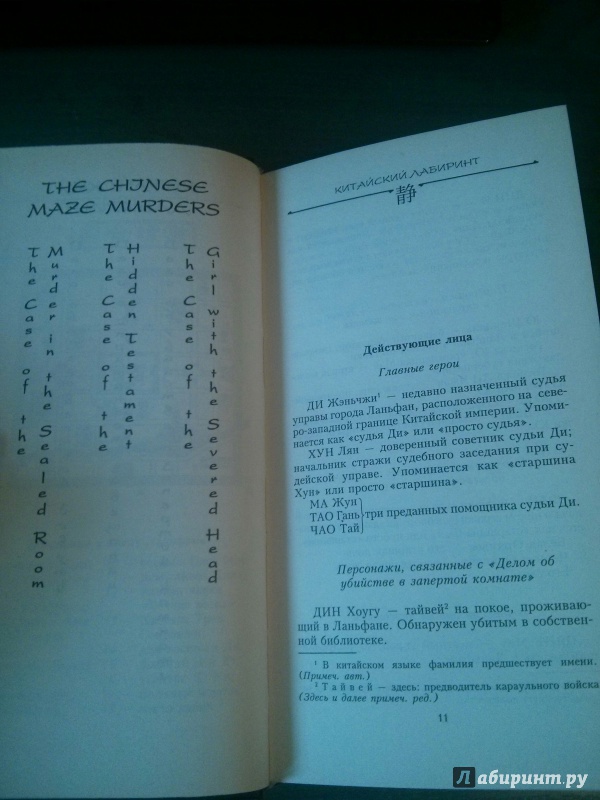 THE CHINESE
MAZE MURDERS
The Case of the
Murder in the Sealed Room
The Case of the
Hidden Testament
The Case of the
Girl with the Severed Head
КИТАЙСКИЙ ЛАБИРИНТ
静
Действующие лица
Главные герои
ДИ Жэньчжи¹ — недавно назначенный судья
управы города Ланьфан, расположенного на севе-
ро-западной границе Китайской империи. Упоми-
нается как «судья Ди» или «просто судья».
ХУН Лян — доверенный советник судьи Ди;
начальник стражи судебного заседания при су-
дейской управе. Упоминается как «старшина
Хун» или просто «старшина».
МА Жун
ТАО Гань три преданных помощника судьи Ди.
ЧАО Тай
Персонажи, связанные с «Делом об
убийстве в запертой комнате»
ДИН Хоугу — тайвей² на покое, проживаю-
щий в Ланьфане. Обнаружен убитым в собствен-
ной библиотеке.
¹ В китайском языке фамилия предшествует имени.
(Примеч. авт.)
² Тайвей — здесь: предводитель караульного войска
(Здесь и далее примеч. ред.)
11
Лабиринт.ру